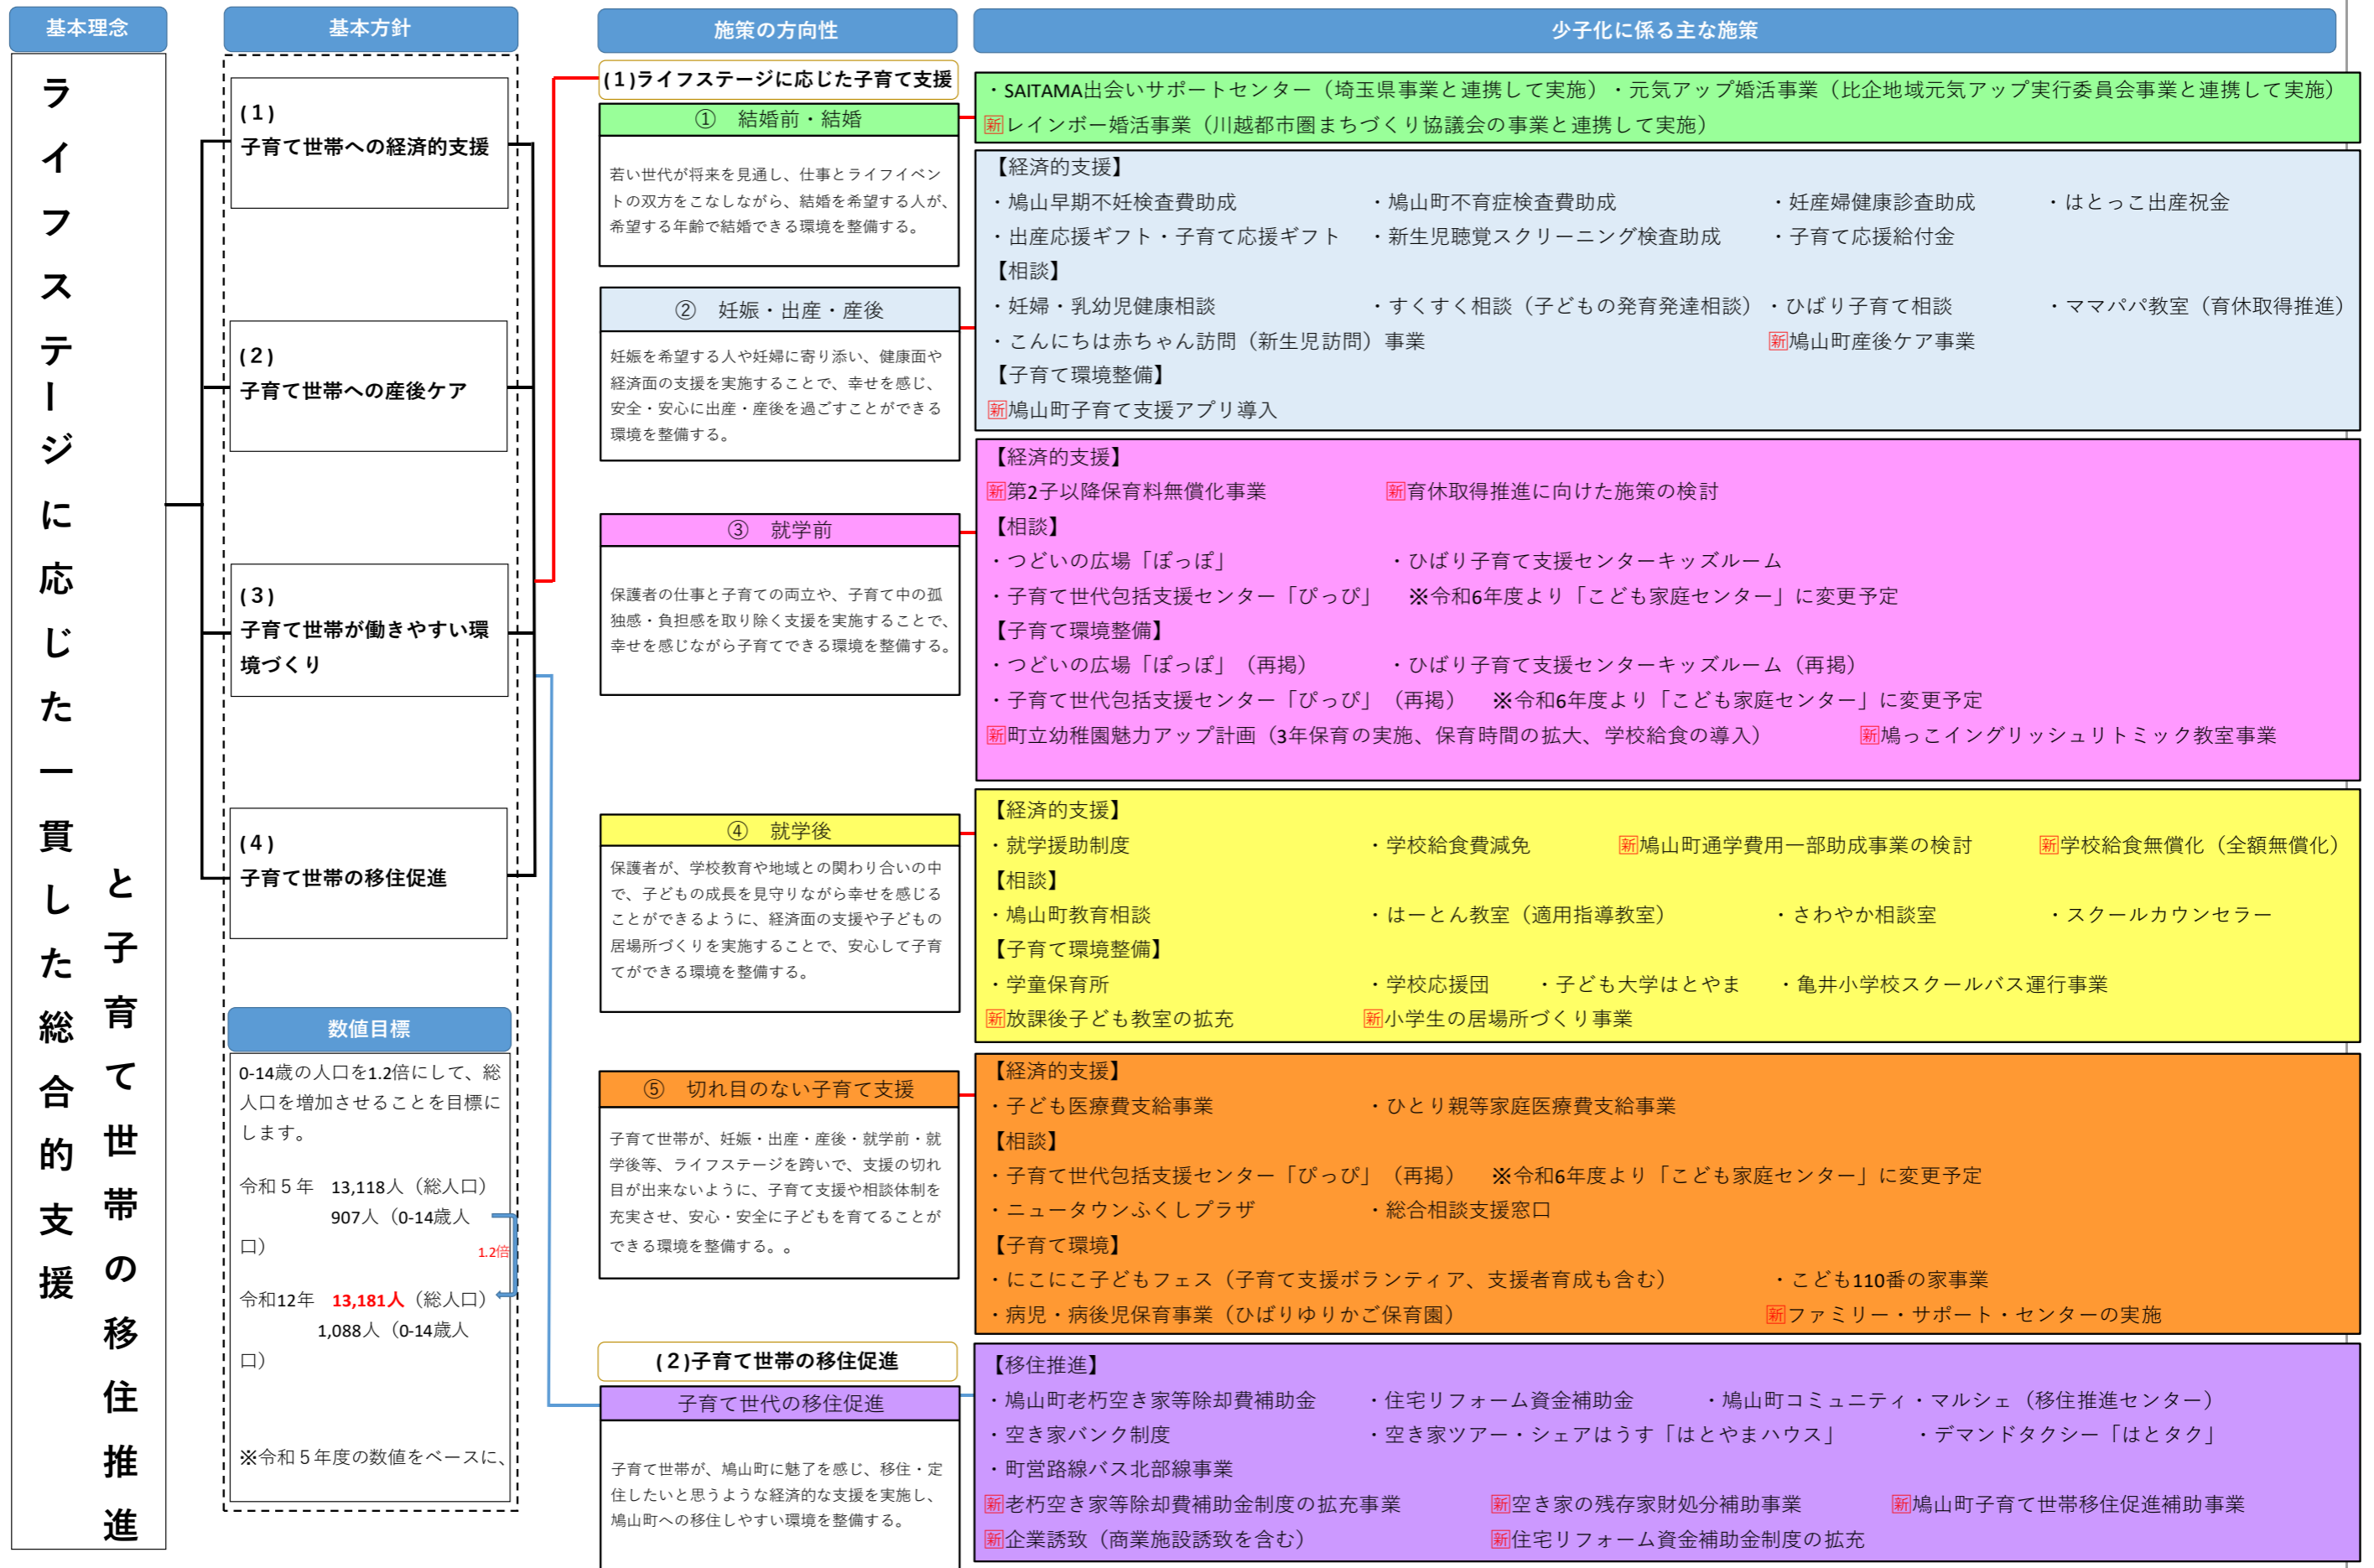 基本理念
ライフステージに応じた一貫した総合的支援
と子育て世帯の移住推進
基本方針
(1)
子育て世帯への経済的支援
(2)
子育て世帯への産後ケア
(3)
子育て世帯が働きやすい環
境づくり
(4)
子育て世帯の移住促進
数値目標
0-14歳の人口を1.2倍にして、総
人口を増加させることを目標に
します。
令和5年 13,118人（総人口）
907人（0-14歳人
口）
1.2倍
令和12年 13,181人（総人口）
1,088人（0-14歳人
口）
※令和5年度の数値をベースに、
施策の方向性
(1)ライフステージに応じた子育て支援
① 結婚前・結婚
若い世代が将来を見通し、仕事とライフイベン
トの双方をこなしながら、結婚を希望する人が、
希望する年齢で結婚できる環境を整備する。
② 妊娠・出産・産後
妊娠を希望する人や妊婦に寄り添い、健康面や
経済面の支援を実施することで、幸せを感じ、
安全・安心に出産・産後を過ごすことができる
環境を整備する。
③ 就学前
保護者の仕事と子育ての両立や、子育て中の孤
独感・負担感を取り除く支援を実施することで、
幸せを感じながら子育てできる環境を整備する。
④ 就学後
保護者が、学校教育や地域との関わり合いの中
で、子どもの成長を見守りながら幸せを感じる
ことができるように、経済面の支援や子どもの
居場所づくりを実施することで、安心して子育
てができる環境を整備する。
⑤ 切れ目のない子育て支援
子育て世帯が、妊娠・出産・産後・就学前・就
学後等、ライフステージを跨いで、支援の切れ
目が出来ないように、子育て支援や相談体制を
充実させ、安心・安全に子どもを育てることが
できる環境を整備する。。
(2)子育て世帯の移住促進
子育て世代の移住促進
子育て世帯が、鳩山町に魅了を感じ、移住・定
住したいと思うような経済的な支援を実施し、
鳩山町への移住しやすい環境を整備する。
少子化に係る主な施策
・SAITAMA出会いサポートセンター（埼玉県事業と連携して実施）・元気アップ婚活事業（比企地域元気アップ実行委員会事業と連携して実施）
新レインボー婚活事業（川越都市圏まちづくり協議会の事業と連携して実施）
【経済的支援】
・鳩山早期不妊検査費助成 ・鳩山町不育症検査費助成 ・妊産婦健康診査助成 ・はとっこ出産祝金
・出産応援ギフト・子育て応援ギフト ・新生児聴覚スクリーニング検査助成 ・子育て応援給付金
【相談】
・妊婦・乳幼児健康相談 ・すくすく相談（子どもの発育発達相談） ・ひばり子育て相談 ・ママパパ教室（育休取得推進）
・こんにちは赤ちゃん訪問（新生児訪問）事業 新鳩山町産後ケア事業
【子育て環境整備】
新鳩山町子育て支援アプリ導入
【経済的支援】
新第2子以降保育料無償化事業 新育休取得推進に向けた施策の検討
【相談】
・つどいの広場「ぽっぽ」 ・ひばり子育て支援センターキッズルーム
・子育て世代包括支援センター「ぴっぴ」 ※令和6年度より「こども家庭センター」に変更予定
【子育て環境整備】
・つどいの広場「ぽっぽ」（再掲） ・ひばり子育て支援センターキッズルーム（再掲）
・子育て世代包括支援センター「ぴっぴ」（再掲） ※令和6年度より「こども家庭センター」に変更予定
新町立幼稚園魅力アップ計画（3年保育の実施、保育時間の拡大、学校給食の導入） 新鳩っこイングリッシュリトミック教室事業
【経済的支援】
・就学援助制度 ・学校給食費減免 新鳩山町通学費用一部助成事業の検討 新学校給食無償化（全額無償化）
【相談】
・鳩山町教育相談 ・はーとん教室（適用指導教室） ・さわやか相談室 ・スクールカウンセラー
【子育て環境整備】
・学童保育所 ・学校応援団 ・子ども大学はとやま ・亀井小学校スクールバス運行事業
新放課後子ども教室の拡充 新小学生の居場所づくり事業
【経済的支援】
・子ども医療費支給事業 ・ひとり親等家庭医療費支給事業
【相談】
・子育て世代包括支援センター「ぴっぴ」（再掲） ※令和6年度より「こども家庭センター」に変更予定
・ニュータウンふくしプラザ ・総合相談支援窓口
【子育て環境】
・にこにこ子どもフェス（子育て支援ボランティア、支援者育成も含む） ・こども110番の家事業
・病児・病後児保育事業（ひばりゆりかご保育園） 新ファミリー・サポート・センターの実施
【移住推進】
・鳩山町老朽空き家等除却費補助金 ・住宅リフォーム資金補助金 ・鳩山町コミュニティ・マルシェ（移住推進センター）
・空き家バンク制度 ・空き家ツアー・シェアはうす「はとやまハウス」 ・デマンドタクシー「はとタク」
・町営路線バス北部線事業
新老朽空き家等除却費補助金制度の拡充事業 新空き家の残存家財処分補助事業 新鳩山町子育て世帯移住促進補助事業
新企業誘致（商業施設誘致を含む） 新住宅リフォーム資金補助金制度の拡充